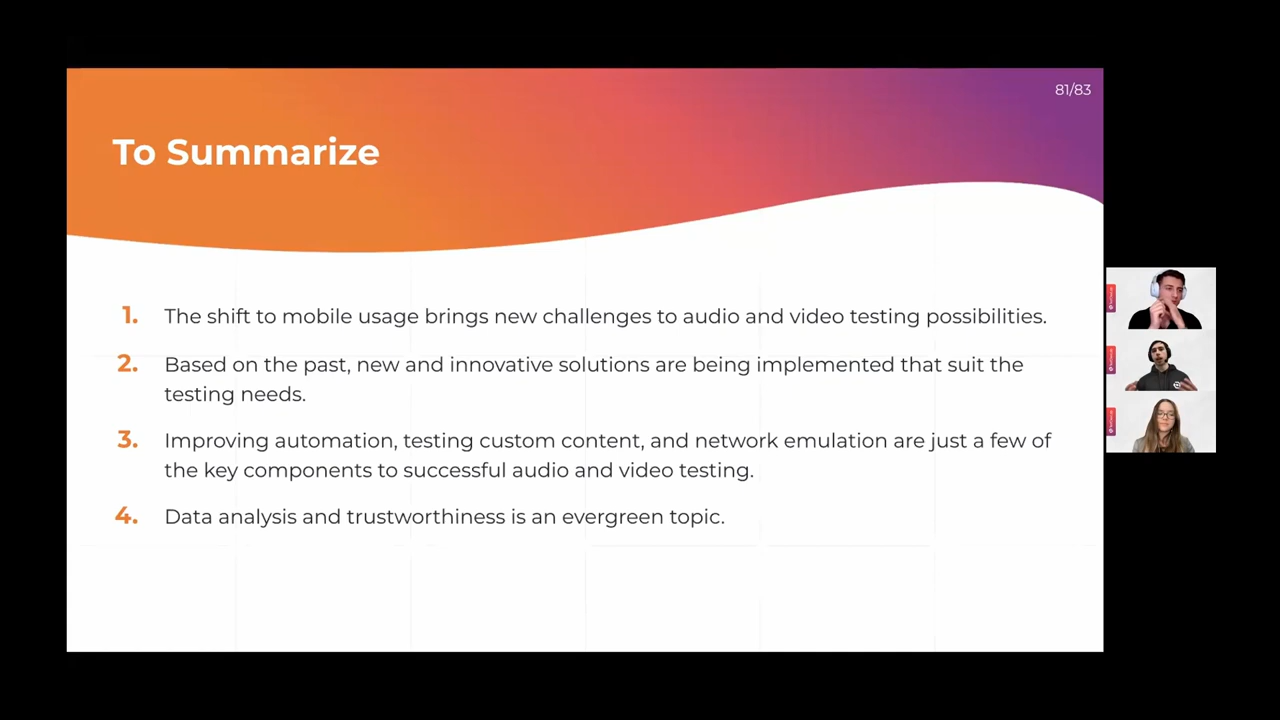 81/83
To Summarize
1. The shift to mobile usage brings new challenges to audio and video testing possibilities.
2. Based on the past, new and innovative solutions are being implemented that suit the
testing needs.
3. Improving automation, testing custom content, and network emulation are just a few of
the key components to successful audio and video testing.
4. Data analysis and trustworthiness is an evergreen topic.